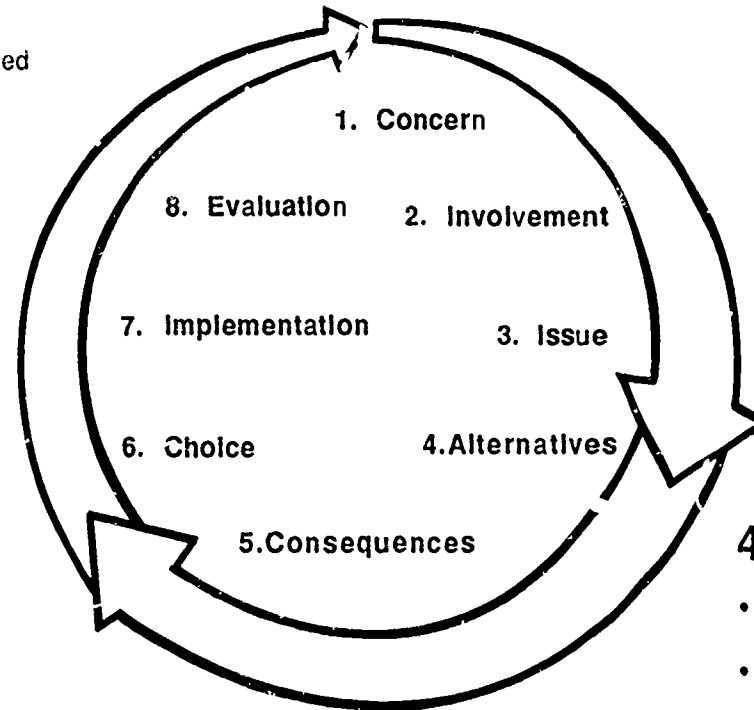 ed
1. Concern
8. Evaluation
2. Involvement
7. Implementation
3. Issue
6. Choice
4.Alternatives
5.Consequences
4
•
•